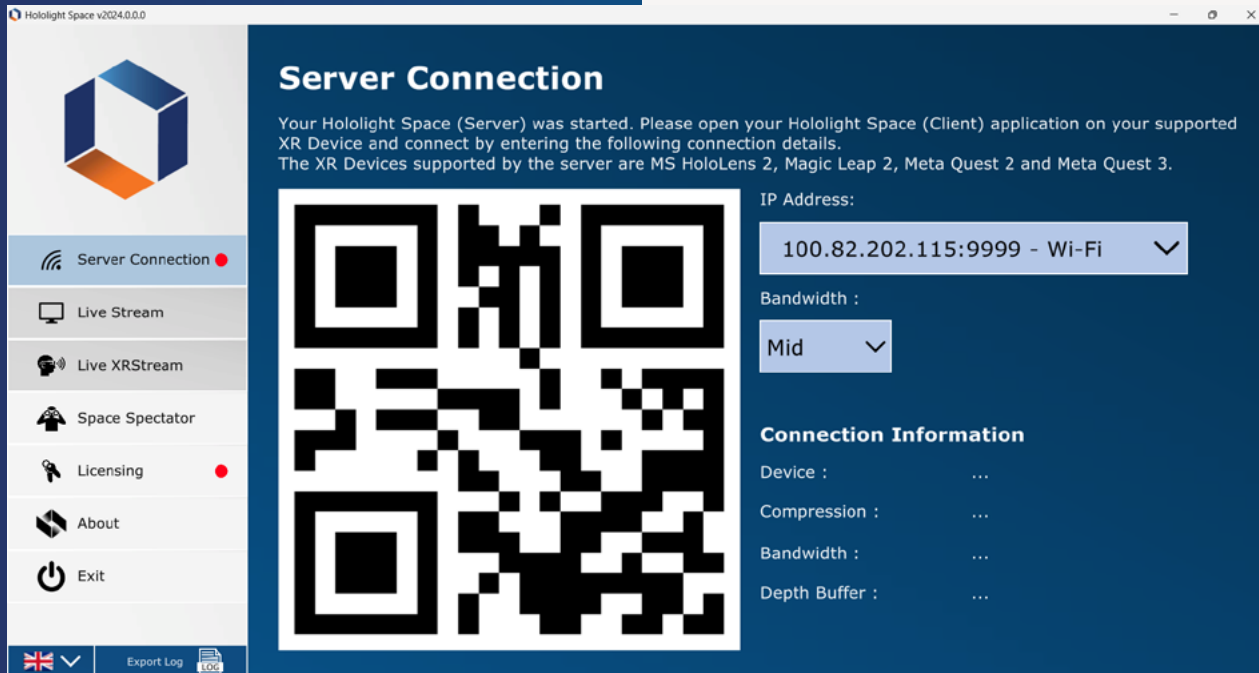 Hololight Space v2024.0.0.0
Server Connection
Your Hololight Space (Server) was started. Please open your Hololight Space (Client) application on your supported
XR Device and connect by entering the following connection details.
The XR Devices supported by the server are MS HoloLens 2, Magic Leap 2, Meta Quest 2 and Meta Quest 3.
IP Address:
100.82.202.115:9999 - Wi-Fi
Bandwidth :
Mid
Connection Information
Device : ...
Compression : ...
Bandwidth : ...
Depth Buffer : ...
Server Connection
Live Stream
Live XRStream
Space Spectator
Licensing
About
Exit
Export Log
LOG